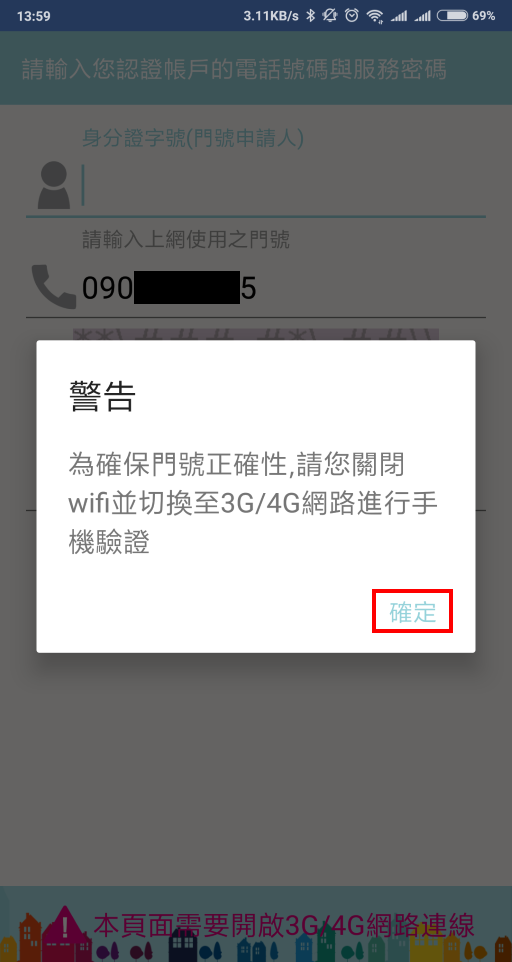 13:59 3.11KB/s 69%
請輸入您認證帳戶的電話號碼與服務密碼
身分證字號(門號申請人)
請輸入上網使用之門號
090 5
警告
為確保門號正確性,請您關閉
wifi並切換至3G/4G網路進行手
機驗證
確定
本頁面需要開啟3G/4G網路連線